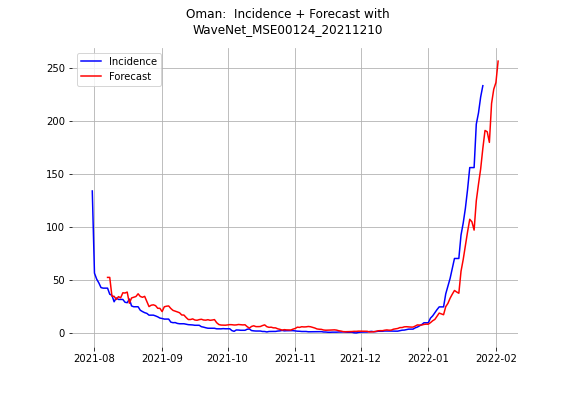 Oman:  Incidence + Forecast with
WaveNet_MSE00124_20211210
Incidence
Forecast
250
200
150
100
50
0
2021-08 2021-09 2021-10 2021-11 2021-12 2022-01 2022-02